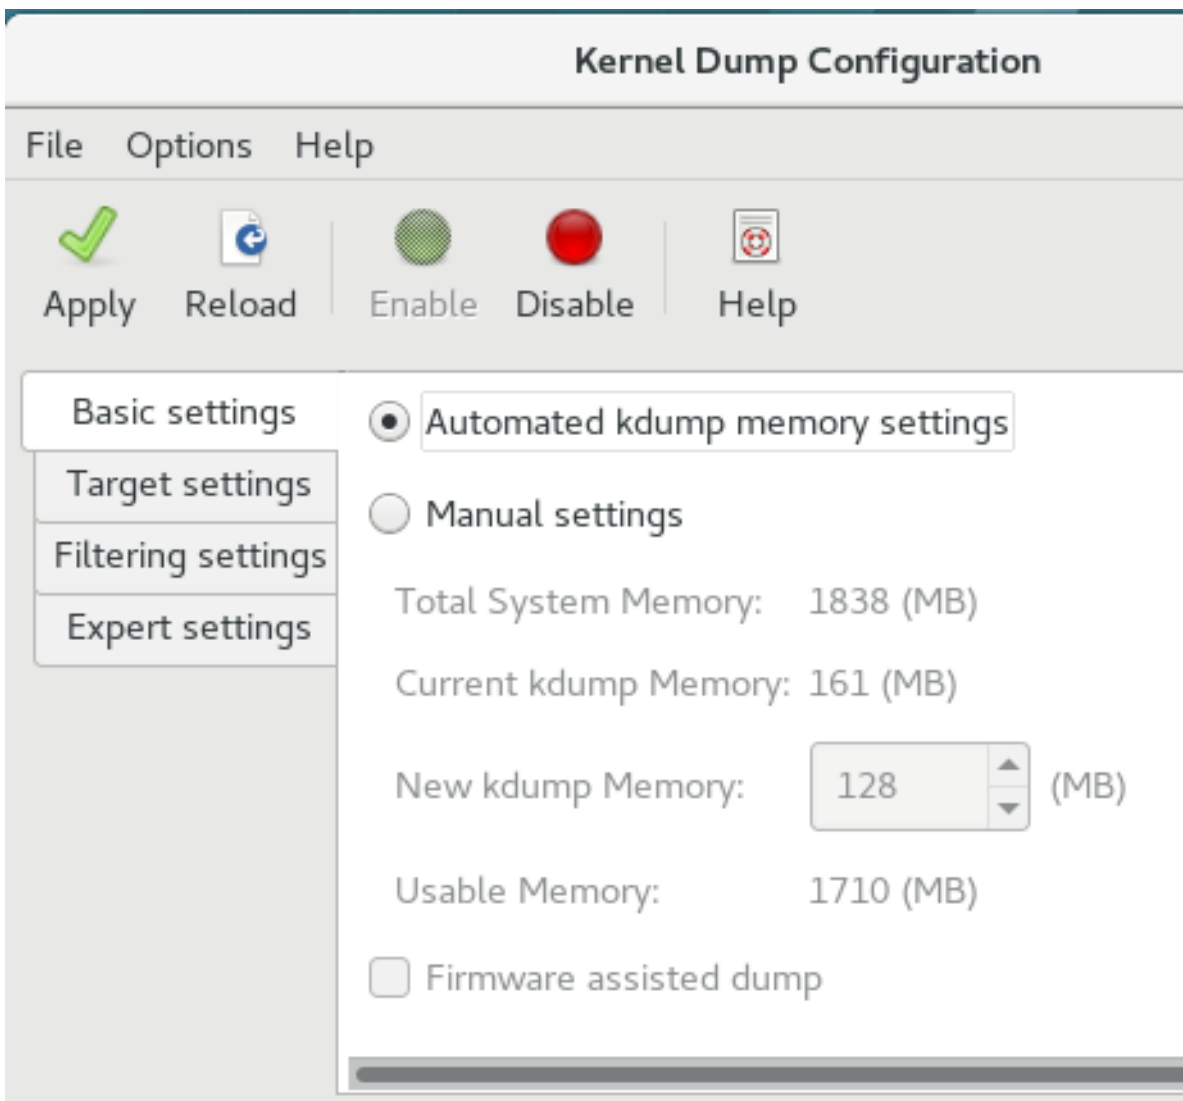 Kernel Dump Configuration
File Options Help
Apply Reload Enable Disable Help
Basic settings
Target settings
Filtering settings
Expert settings
Automated kdump memory settings
Manual settings
Total System Memory: 1838 (MB)
Current kdump Memory: 161 (MB)
New kdump Memory: 128 (MB)
Usable Memory: 1710 (MB)
Firmware assisted dump